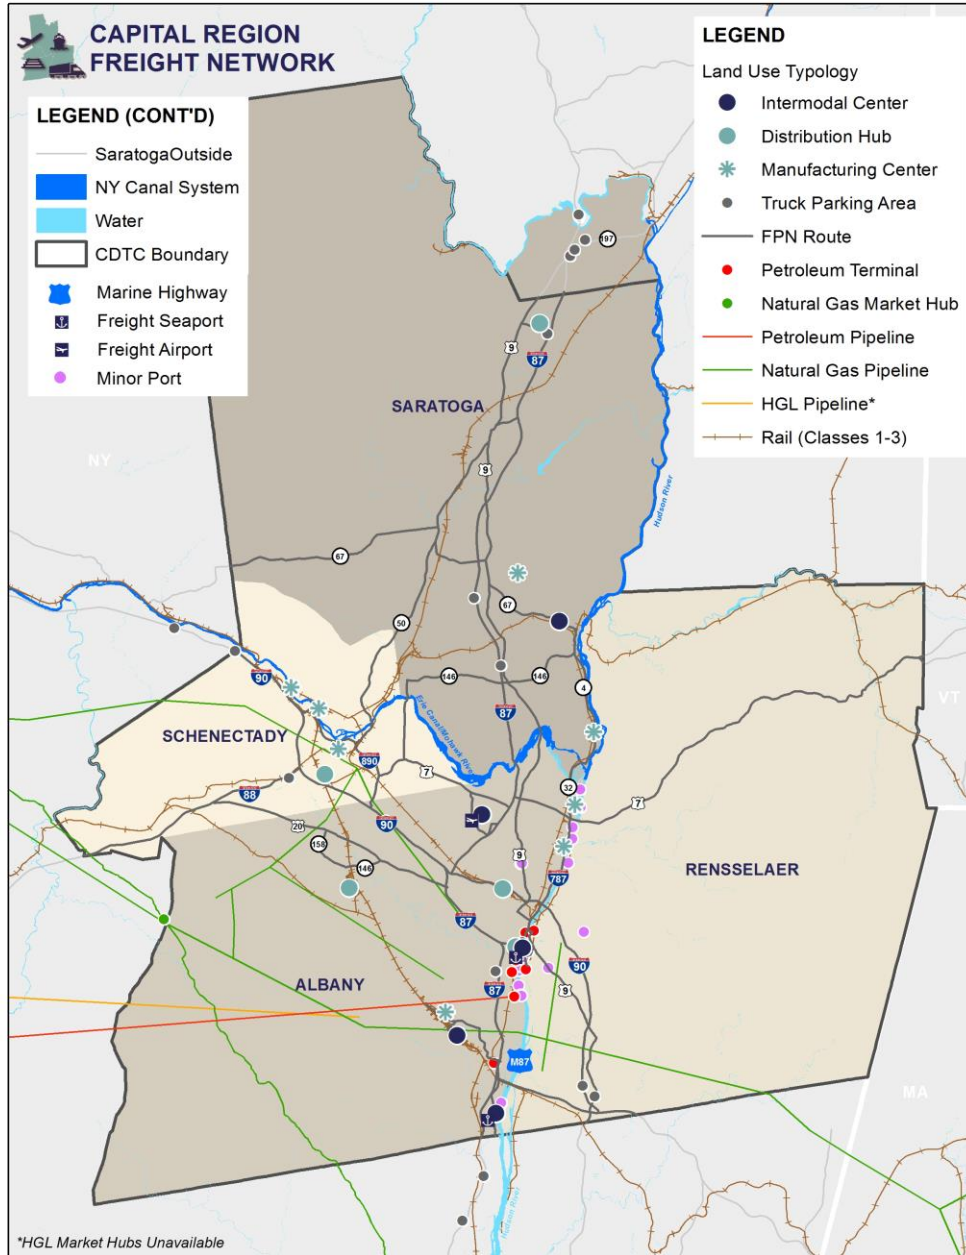 CAPITAL REGION
FREIGHT NETWORK
LEGEND (CONT'D)
SaratogaOutside
NY Canal System
Water
CDTC Boundary
Marine Highway
Freight Seaport
Freight Airport
Minor Port
LEGEND
Land Use Typology
Intermodal Center
Distribution Hub
Manufacturing Center
Truck Parking Area
FPN Route
Petroleum Terminal
Natural Gas Market Hub
Petroleum Pipeline
Natural Gas Pipeline
HGL Pipeline*
Rail (Classes 1-3)
197
9
87
SARATOGA
NY
9
Hudson River
67
67
50
90
146
146
4
VT
87
SCHENECTADY
Erie Canal/Mohawk River
890
7
88
32
7
20
90
158
9
146
787
RENSSELAER
87
90
ALBANY
87
9
M87
MA
Hudson River
*HGL Market Hubs Unavailable